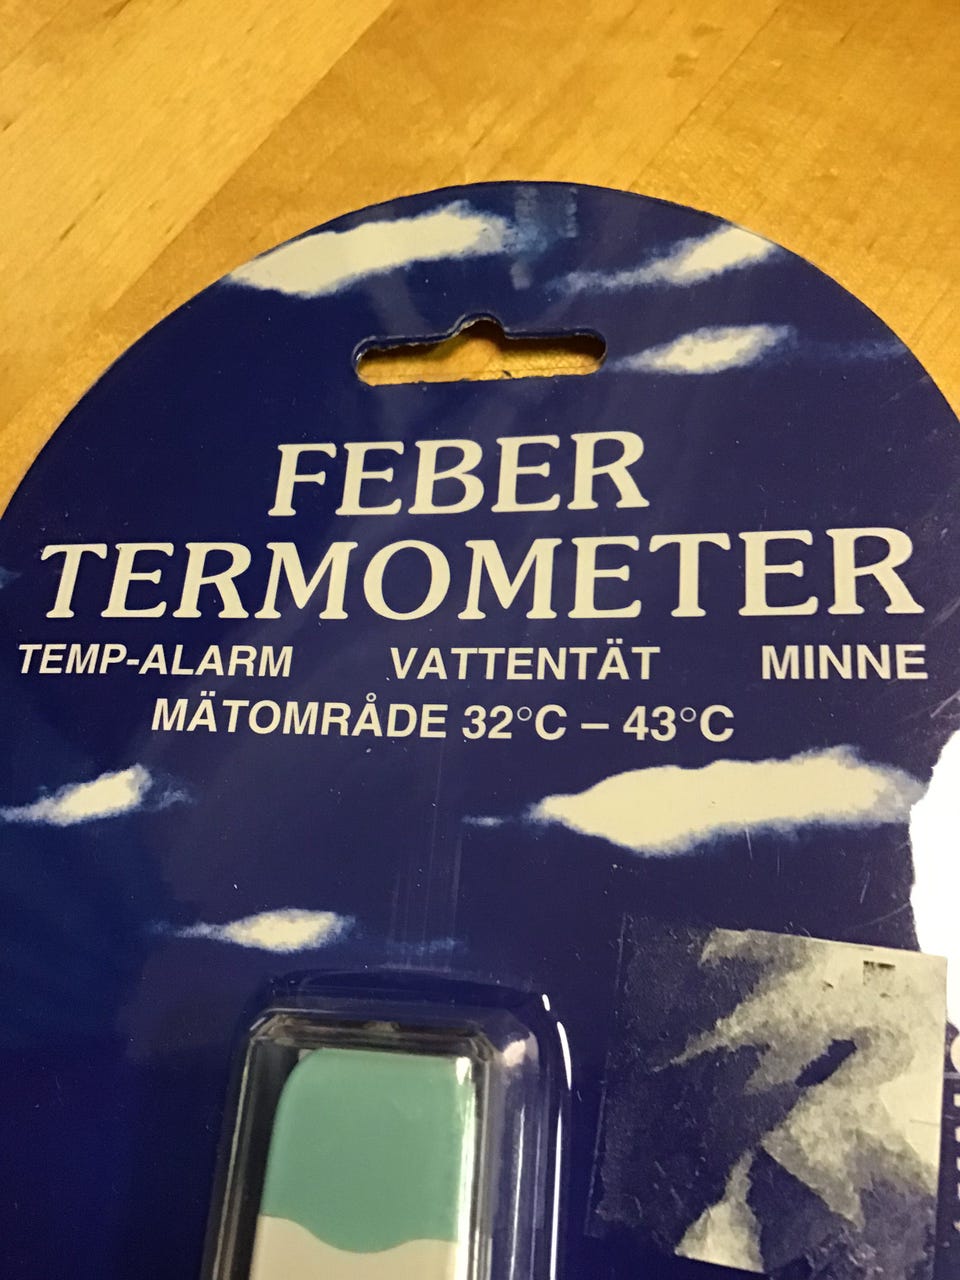 FEBER
TERMOMETER
TEMP-ALARM VATTENTÄT MINNE
MÄTOMRÅDE 32°C – 43°C